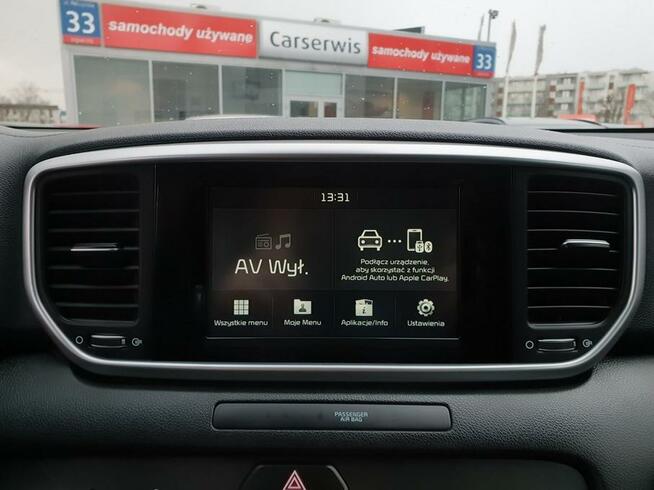 33
samochody używane
Carserwis
samochody używane
33
13:31
AV Wył.
Podłącz urządzenie,
aby skorzystać z funkcji
Android Auto lub Apple CarPlay.
Wszystkie menu
Moje Menu
Aplikacje/Info
Ustawienia
PASSENGER
AIR BAG